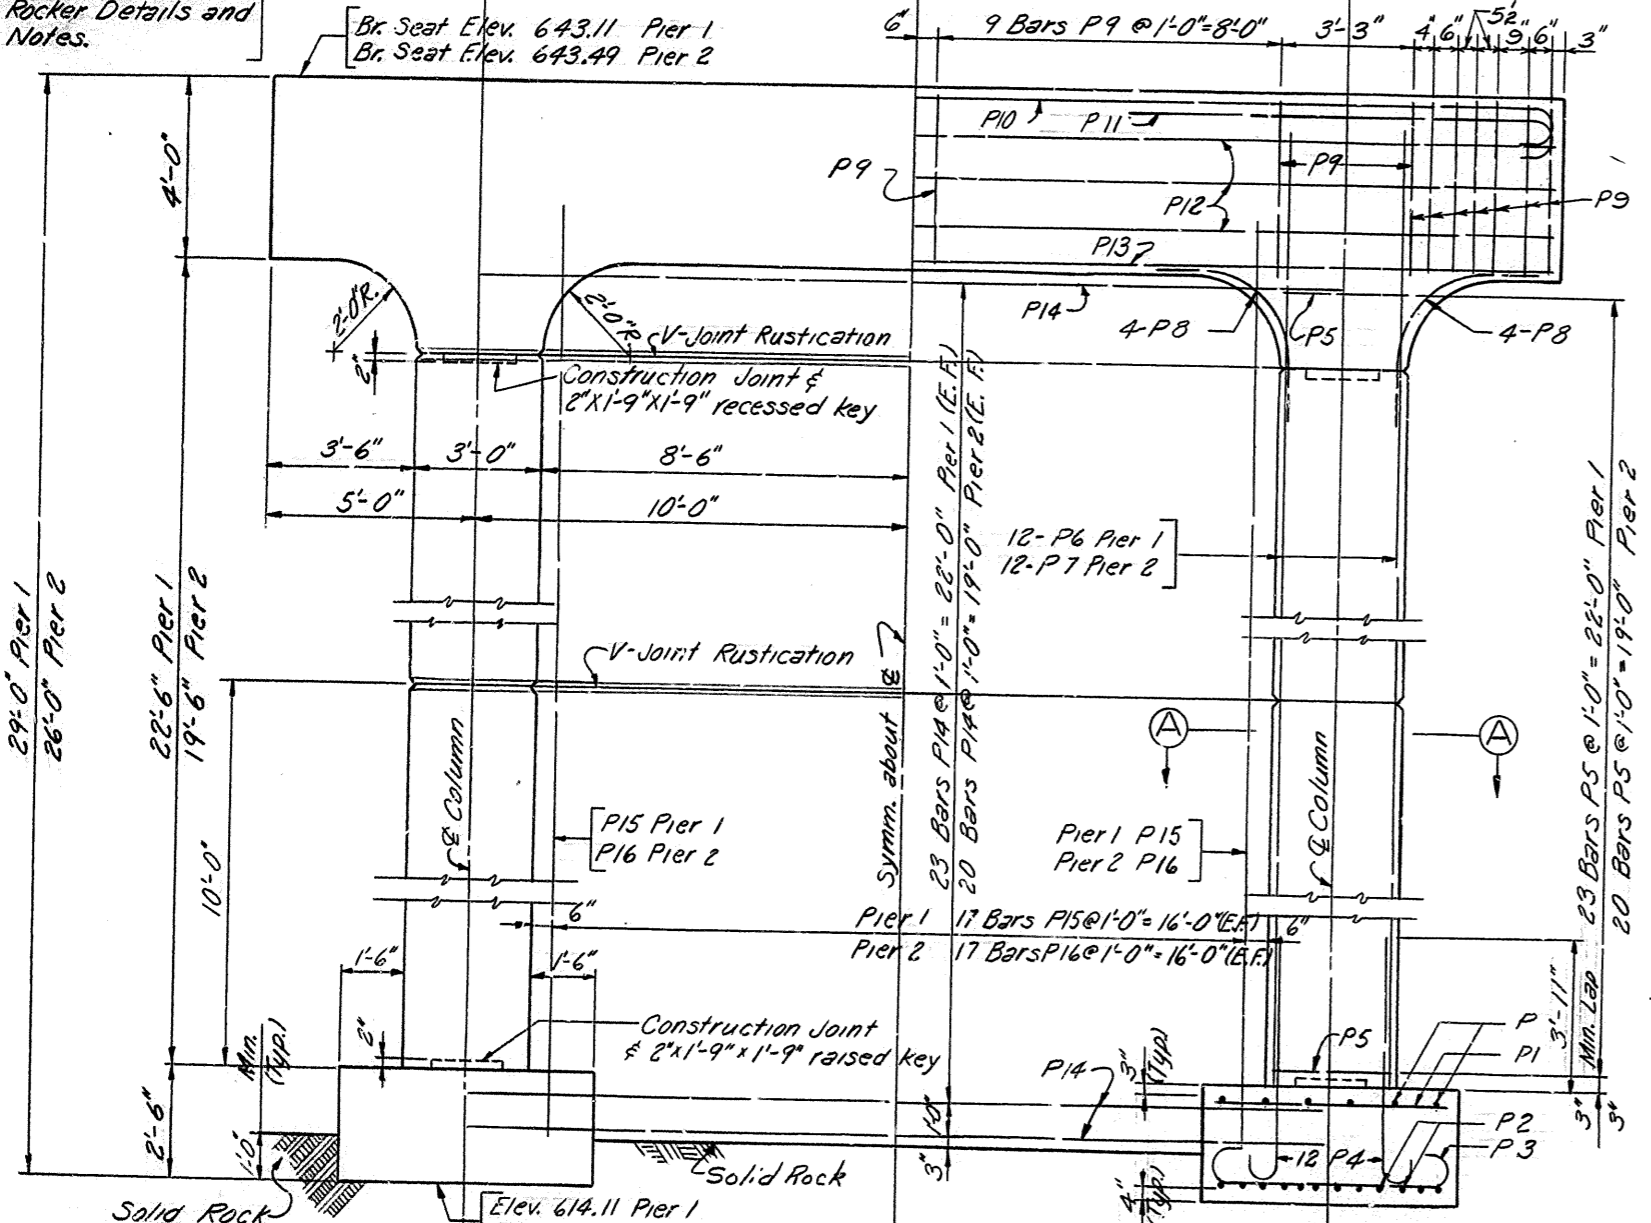 Rocker Details and
Notes.
Br. Seat Elev. 643.11 Pier 1
Br. Seat Elev. 643.49 Pier 2
6"
9 Bars P9 @ 1'-0"=8'-0"
3'-3"
4"
6"
5½"
9"
6"
3"
P10
P11
P9
P9
P9
P12
P13
P14
4-P8
P5
4-P8
4'-0"
2'-0"R.
2'-0"R.
2"
V-Joint Rustication
Construction Joint &
2"X1'-9"X1'-9" recessed key
3'-6"
3'-0"
8'-6"
5'-0"
10'-0"
12-P6 Pier 1
12-P7 Pier 2
29'-0" Pier 1
26'-0" Pier 2
22'-6" Pier 1
19'-6" Pier 2
V-Joint Rustication
Symm. about ℄
23 Bars P14 @ 1'-0" = 22'-0" Pier 1 (E.F.)
20 Bars P14 @ 1'-0" = 19'-0" Pier 2 (E.F.)
23 Bars P5 @ 1'-0" = 22'-0" Pier 1
20 Bars P5 @ 1'-0" = 19'-0" Pier 2
A
A
10'-0"
℄ Column
℄ Column
P15 Pier 1
P16 Pier 2
Pier 1 P15
Pier 2 P16
6"
Pier 1 17 Bars P15@1'-0"=16'-0"(E.F.)
Pier 2 17 Bars P16@1'-0"=16'-0"(E.F.)
6"
1'-6"
1'-6"
2"
Construction Joint
& 2"x1'-9"x1'-9" raised key
3'-11"
Min. Lap
P5
P
P1
P14
3"
(Typ.)
Min.
(Typ.)
2'-6"
1'-0"
1'-0"
3"
3"
3"
P2
P3
12 P4
4"
(Typ.)
Solid Rock
Solid Rock
Elev. 614.11 Pier 1